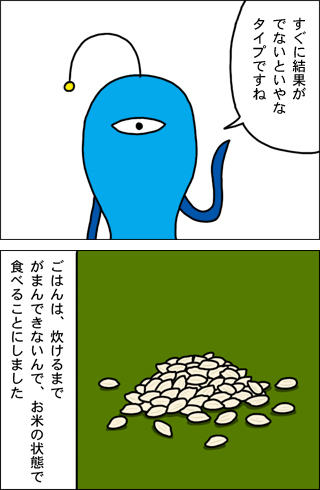 すぐに結果が
でないといやな
タイプですね
ごはんは、炊けるまで
がまんできないんで、お米の状態で
食べることにしました